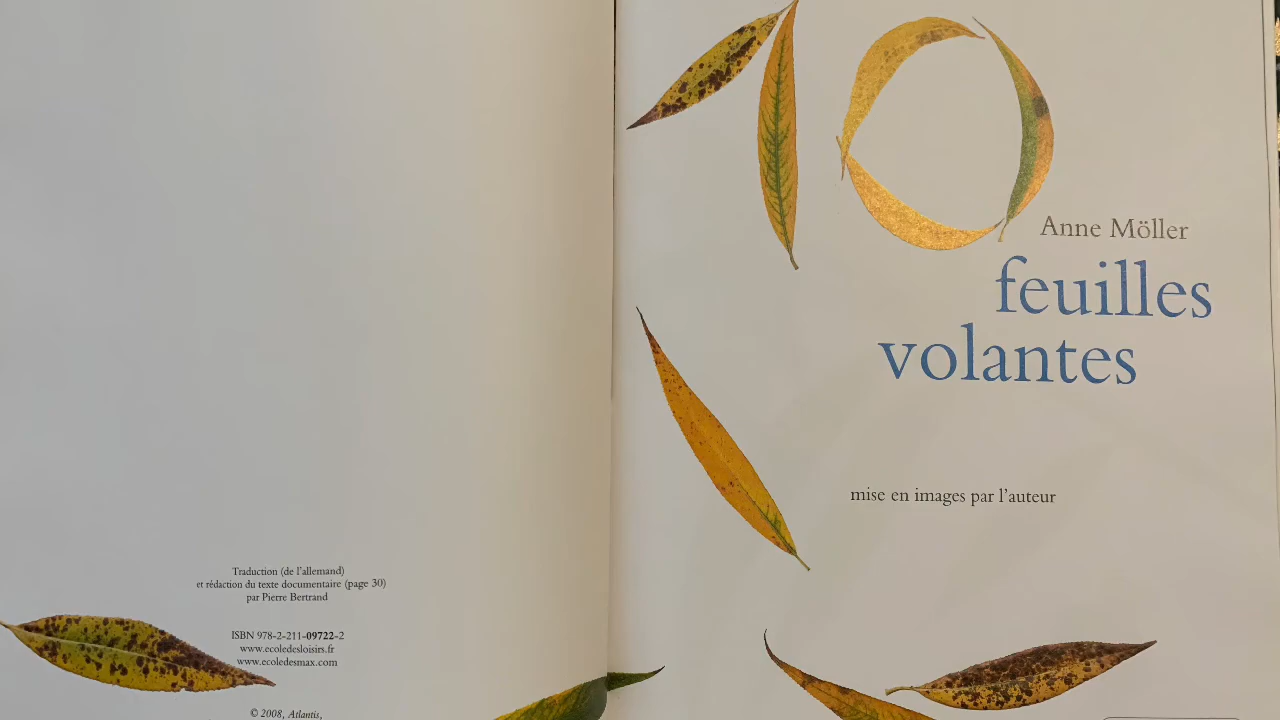 Traduction (de l'allemand)
et rédaction du texte documentaire (page 30)
par Pierre Bertrand
ISBN 978-2-211-09722-2
www.ecoledesloisirs.fr
www.ecoledesmax.com
© 2008, Atlantis,
10
Anne Möller
feuilles
volantes
mise en images par l'auteur